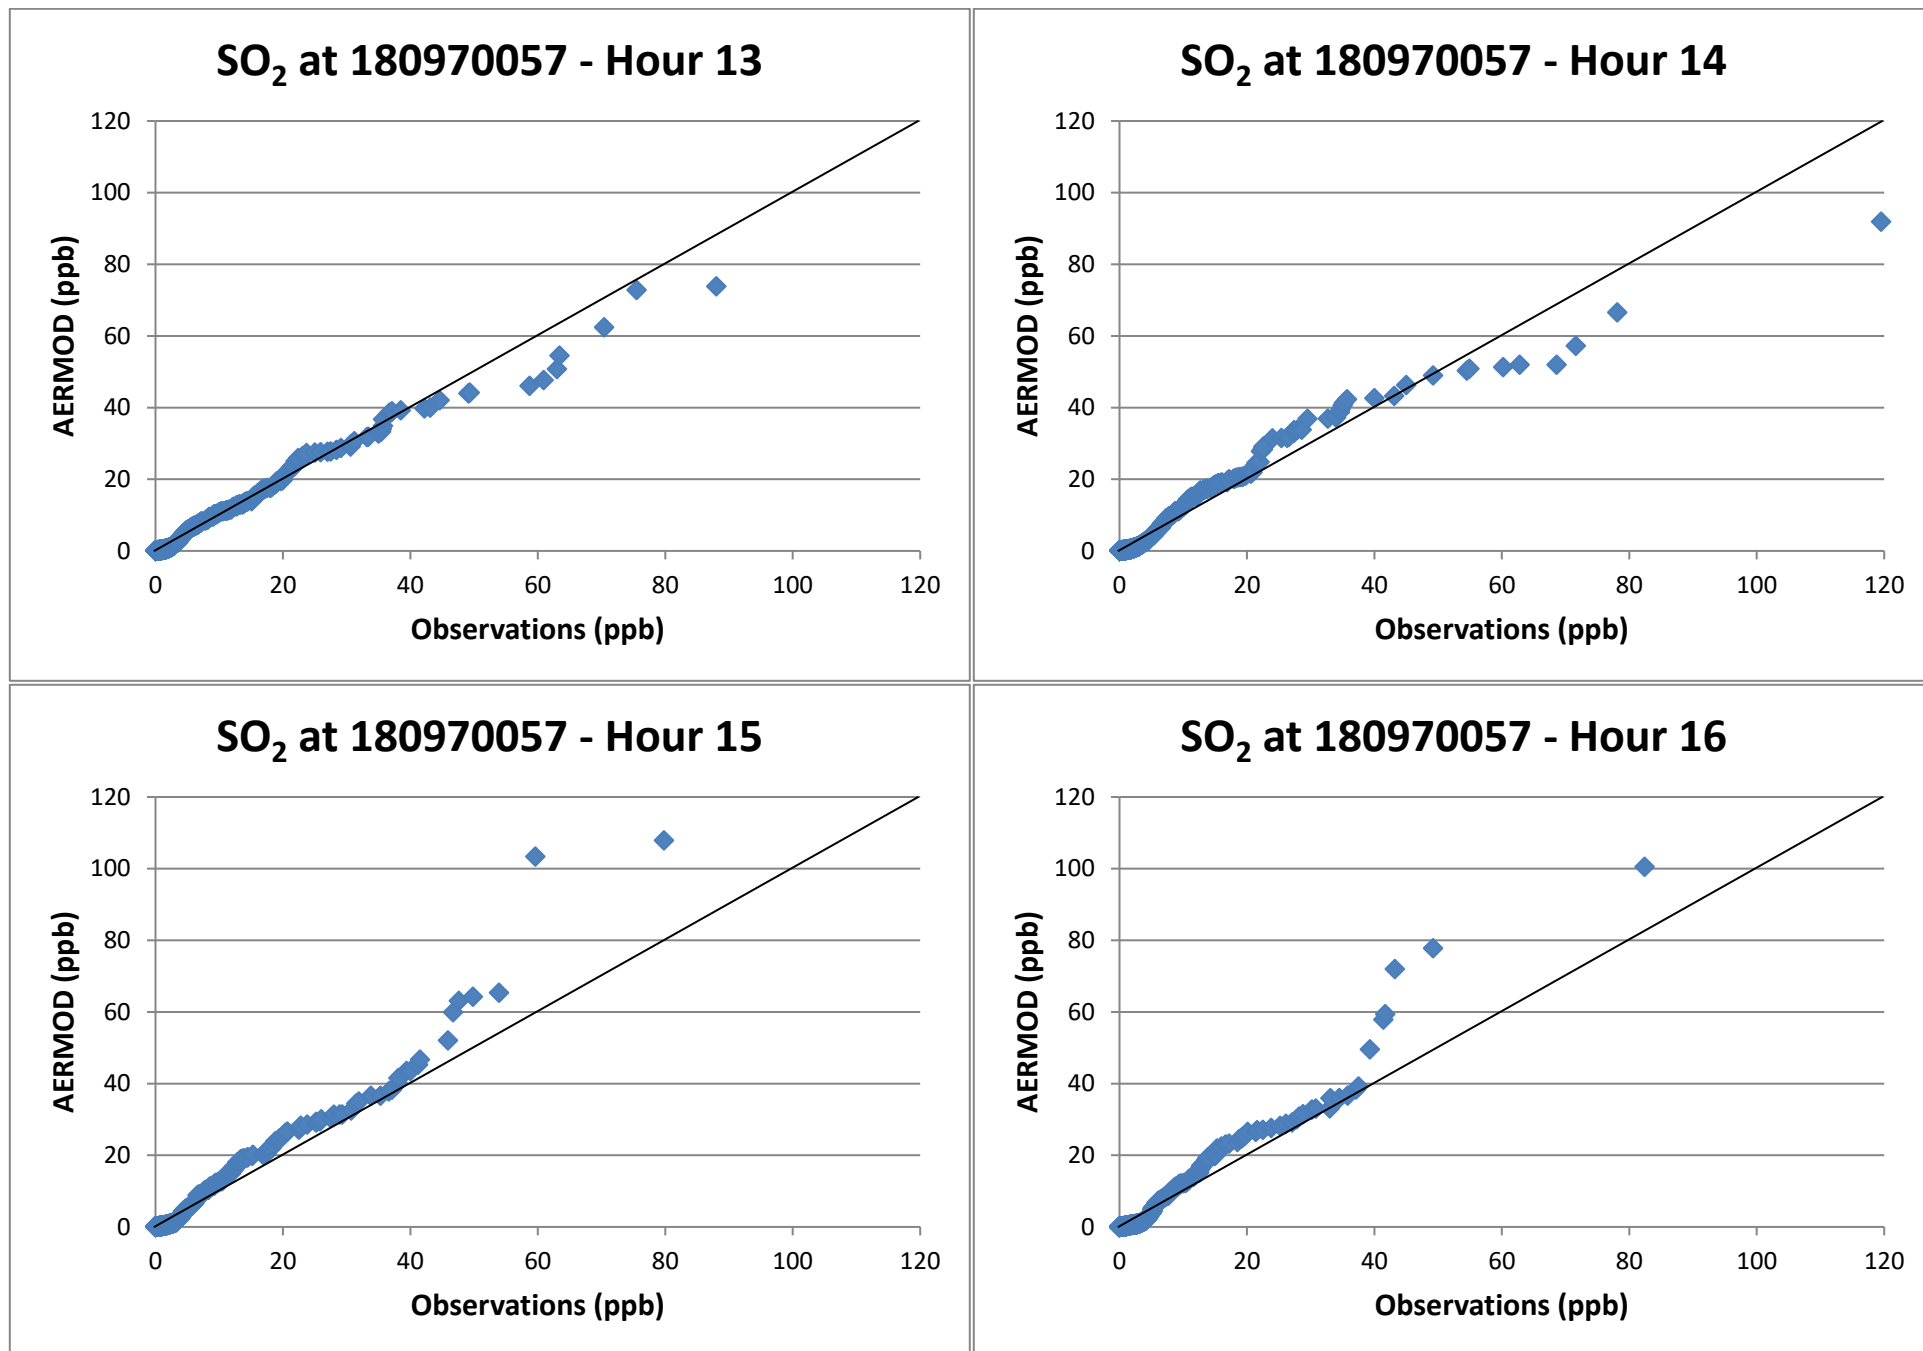 SO₂ at 180970057 - Hour 13
120
100
80
60
40
20
0
AERMOD (ppb)
0 20 40 60 80 100 120
Observations (ppb)
SO₂ at 180970057 - Hour 14
120
100
80
60
40
20
0
AERMOD (ppb)
0 20 40 60 80 100 120
Observations (ppb)
SO₂ at 180970057 - Hour 15
120
100
80
60
40
20
0
AERMOD (ppb)
0 20 40 60 80 100 120
Observations (ppb)
SO₂ at 180970057 - Hour 16
120
100
80
60
40
20
0
AERMOD (ppb)
0 20 40 60 80 100 120
Observations (ppb)